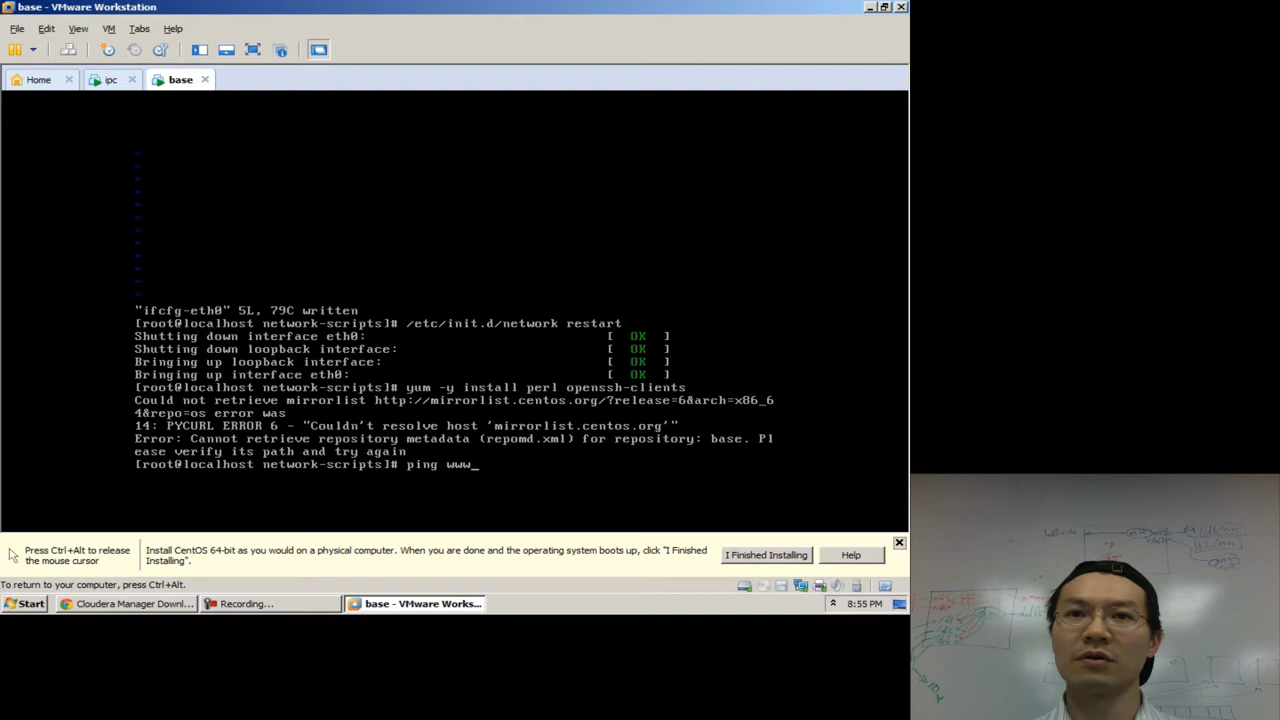 base - VMware Workstation
File Edit View VM Tabs Help
Home ipc base
"ifcfg-eth0" 5L, 79C written
[root@localhost network-scripts]# /etc/init.d/network restart
Shutting down interface eth0: [ OK ]
Shutting down loopback interface: [ OK ]
Bringing up loopback interface: [ OK ]
Bringing up interface eth0: [ OK ]
[root@localhost network-scripts]# yum -y install perl openssh-clients
Could not retrieve mirrorlist http://mirrorlist.centos.org/?release=6&arch=x86_6
4&repo=os error was
14: PYCURL ERROR 6 - "Couldn't resolve host 'mirrorlist.centos.org'"
Error: Cannot retrieve repository metadata (repomd.xml) for repository: base. Pl
ease verify its path and try again
[root@localhost network-scripts]# ping www_
Press Ctrl+Alt to release
the mouse cursor
Install CentOS 64-bit as you would on a physical computer. When you are done and the operating system boots up, click "I Finished
Installing".
I Finished Installing
Help
To return to your computer, press Ctrl+Alt.
Start Cloudera Manager Downl... Recording... base - VMware Works... 8:55 PM